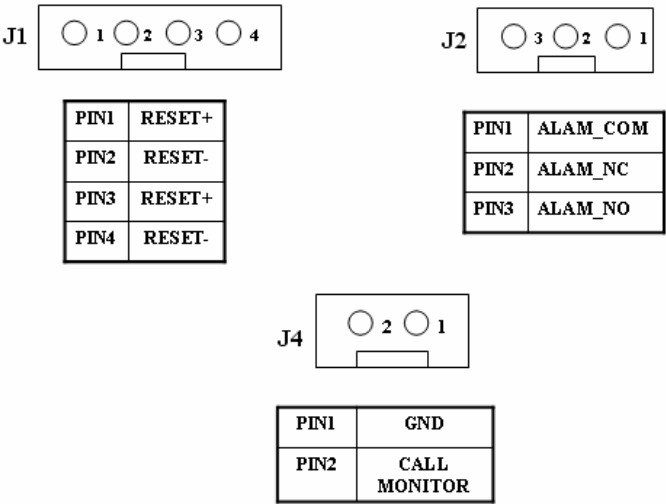 J1 1 2 3 4
J2 3 2 1
PIN1 RESET+
PIN2 RESET-
PIN3 RESET+
PIN4 RESET-
PIN1 ALAM_COM
PIN2 ALAM_NC
PIN3 ALAM_NO
J4 2 1
PIN1 GND
PIN2 CALL
MONITOR